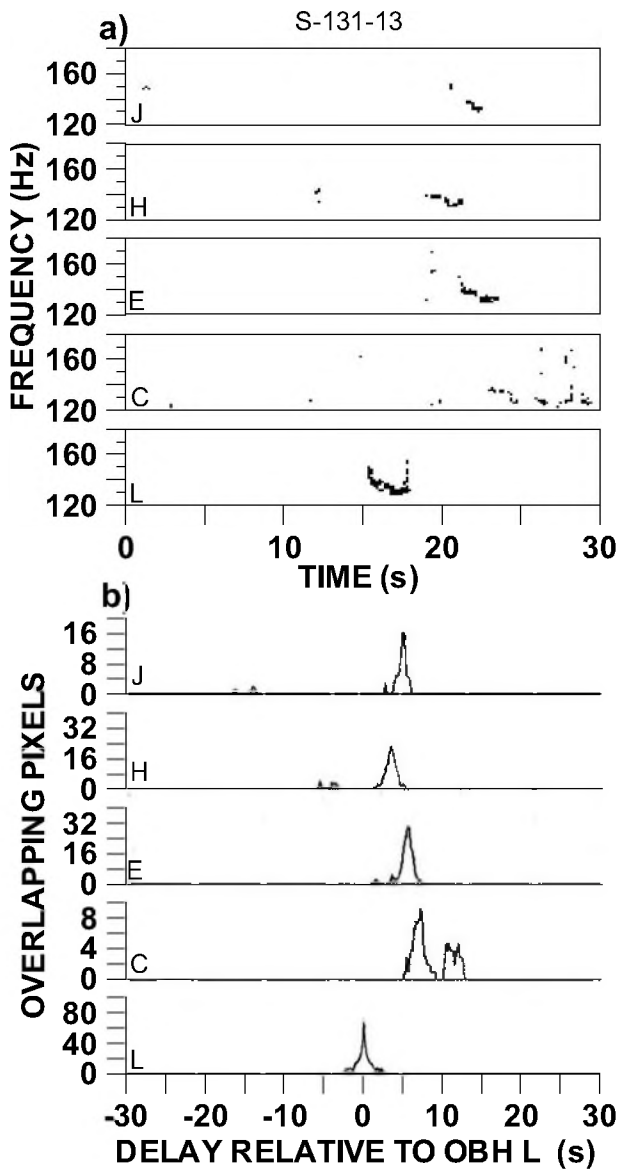 S-131-13
a)
FREQUENCY (Hz)
160
120
J
160
120
H
160
120
E
160
120
C
160
120
L
0 10 20 30
TIME (s)
b)
OVERLAPPING PIXELS
16
8
0
J
32
16
0
H
32
16
0
E
8
4
0
C
80
40
0
L
-30 -20 -10 0 10 20 30
DELAY RELATIVE TO OBH L (s)